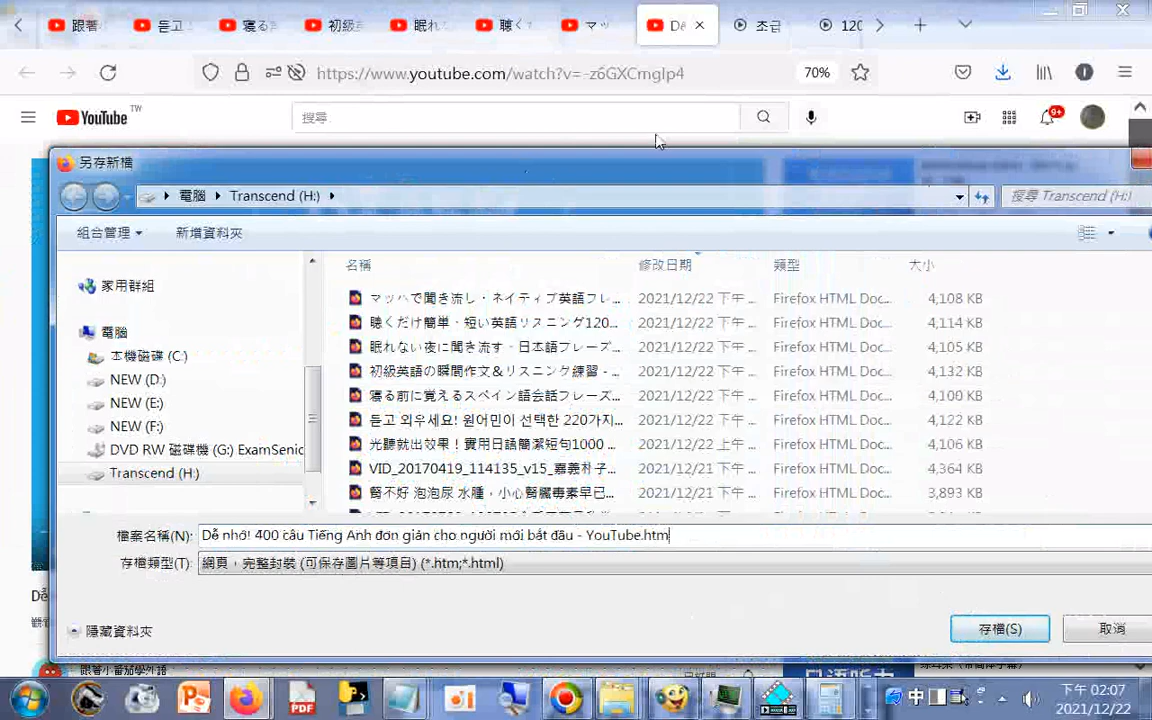 跟著
듣고
寝る
初級
眠れ
聴く
マッ
Dễ
초급
120
https://www.youtube.com/watch?v=-z6GXCmglp4
70%
YouTube TW
搜尋
9+
另存新檔
電腦
Transcend (H:)
搜尋 Transcend (H:)
組合管理
新增資料夾
名稱
修改日期
類型
大小
家用群組
電腦
本機磁碟 (C:)
NEW (D:)
NEW (E:)
NEW (F:)
DVD RW 磁碟機 (G:) ExamSenic
Transcend (H:)
マッハで聞き流し・ネイティブ英語フレ... 2021/12/22 下午 ... Firefox HTML Doc... 4,108 KB
聴くだけ簡単・短い英語リスニング120... 2021/12/22 下午 ... Firefox HTML Doc... 4,114 KB
眠れない夜に聞き流す - 日本語フレーズ... 2021/12/22 下午 ... Firefox HTML Doc... 4,105 KB
初級英語の瞬間作文＆リスニング練習 - ... 2021/12/22 下午 ... Firefox HTML Doc... 4,132 KB
寝る前に覚えるスペイン語会話フレーズ... 2021/12/22 下午 ... Firefox HTML Doc... 4,100 KB
듣고 외우세요! 원어민이 선택한 220가지... 2021/12/22 下午 ... Firefox HTML Doc... 4,122 KB
光聽就出效果！實用日語簡潔短句1000 ... 2021/12/22 下午 ... Firefox HTML Doc... 4,106 KB
VID_20170419_114135_v15_嘉義朴子... 2021/12/21 下午 ... Firefox HTML Doc... 4,364 KB
腎不好 泡泡尿 水腫，小心腎臟毒素早已... 2021/12/21 下午 ... Firefox HTML Doc... 3,893 KB
檔案名稱(N): Dễ nhớ! 400 câu Tiếng Anh đơn giản cho người mới bắt đầu - YouTube.htm
存檔類型(T): 網頁，完整封裝 (可保存圖片等項目) (*.htm;*.html)
隱藏資料夾
存檔(S)
取消
Dễ
觀看
跟著小番茄學外語
中
下午 02:07
2021/12/22